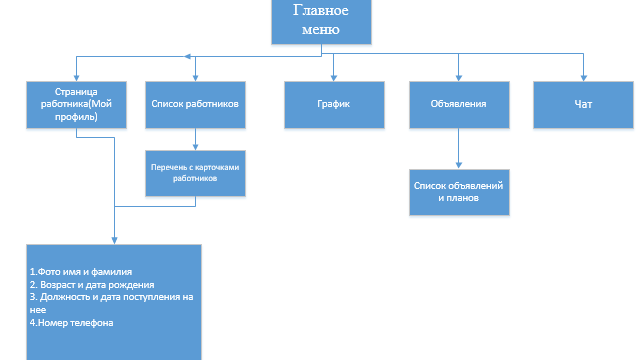 Главное
меню
Страница
работника(Мой
профиль)
Список работников
График
Объявления
Чат
Перечень с карточками
работников
Список объявлений
и планов
1.Фото имя и фамилия
2. Возраст и дата рождения
3. Должность и дата поступления на
нее
4.Номер телефона